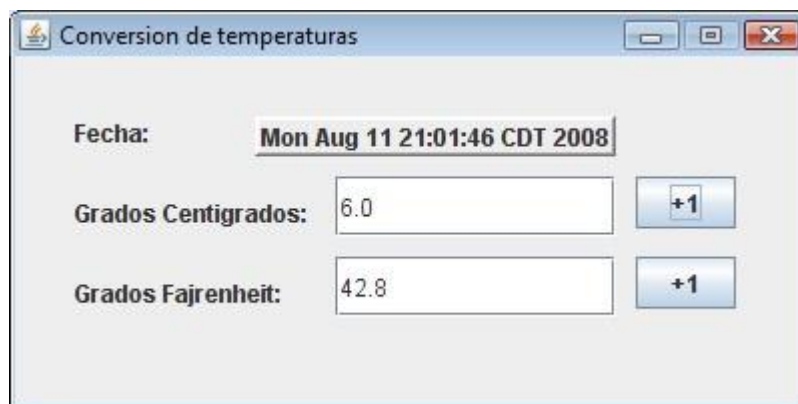 Conversion de temperaturas
Fecha: Mon Aug 11 21:01:46 CDT 2008
Grados Centigrados: 6.0 +1
Grados Fajrenheit: 42.8 +1